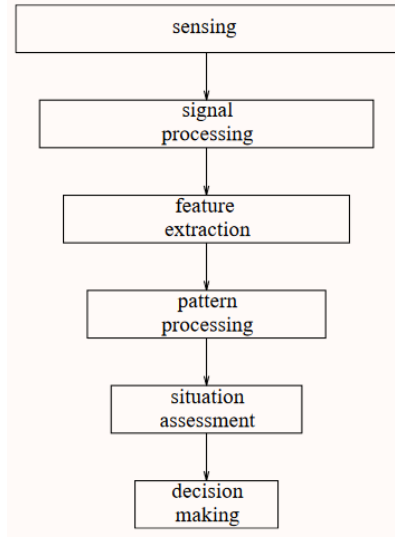 sensing
signal
processing
feature
extraction
pattern
processing
situation
assessment
decision
making